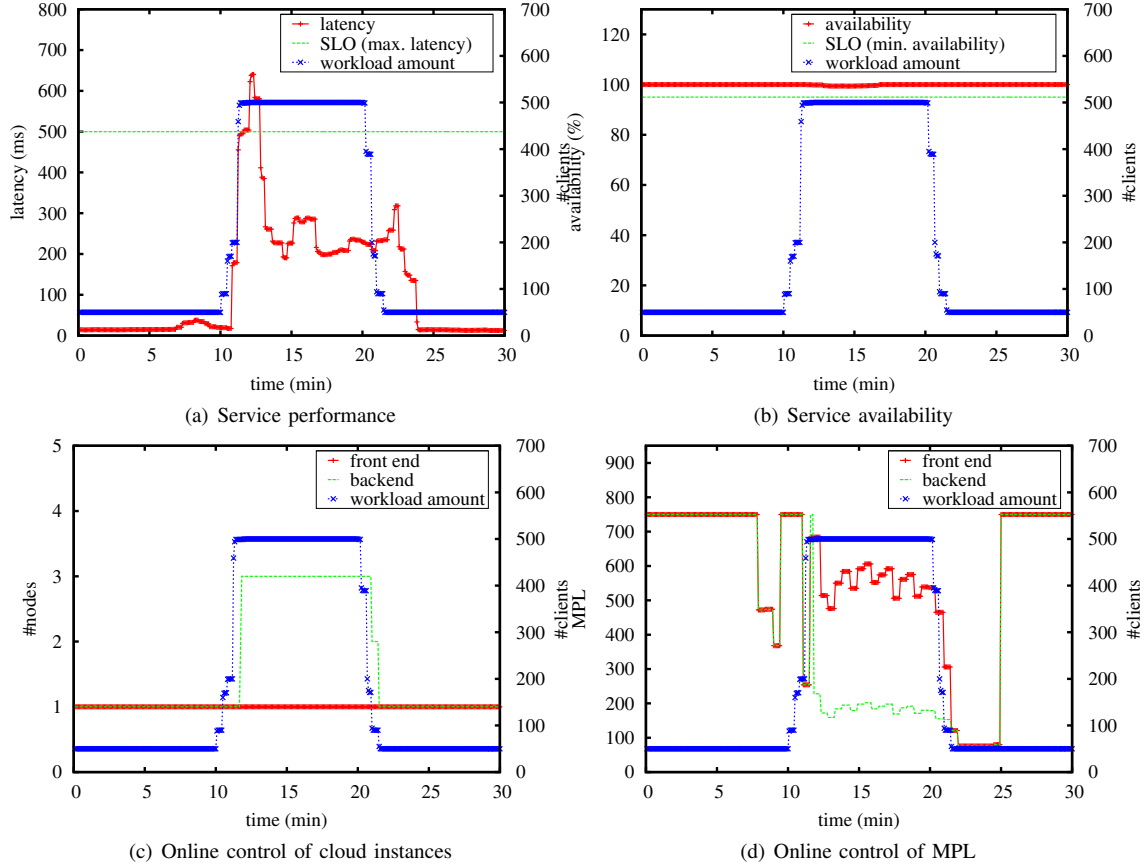 800
700
600
500
400
300
200
100
0
latency (ms)
latency
SLO (max. latency)
workload amount
700
600
500
400
300
200
100
0
#clients
0 5 10 15 20 25 30
time (min)
(a) Service performance
120
100
80
60
40
20
0
availability (%)
availability
SLO (min. availability)
workload amount
700
600
500
400
300
200
100
0
#clients
0 5 10 15 20 25 30
time (min)
(b) Service availability
5
4
3
2
1
0
#nodes
front end
backend
workload amount
700
600
500
400
300
200
100
0
#clients
0 5 10 15 20 25 30
time (min)
(c) Online control of cloud instances
900
800
700
600
500
400
300
200
100
0
MPL
front end
backend
workload amount
700
600
500
400
300
200
100
0
#clients
0 5 10 15 20 25 30
time (min)
(d) Online control of MPL